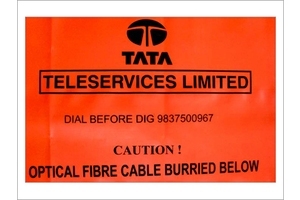 TATA
TELESERVICES LIMITED
DIAL BEFORE DIG 9837500967
CAUTION !
OPTICAL FIBRE CABLE BURRIED BELOW